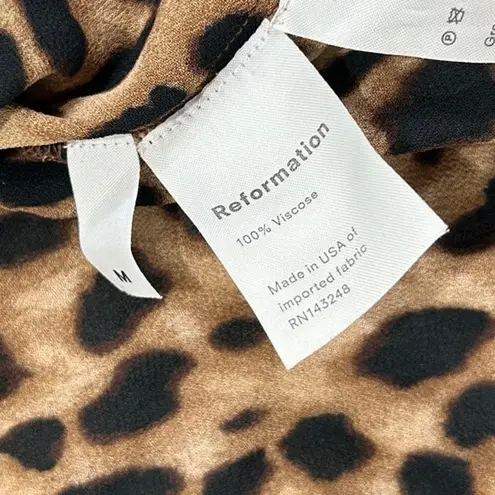 Reformation
100% Viscose
Made in USA of
imported fabric
RN143248
M
P